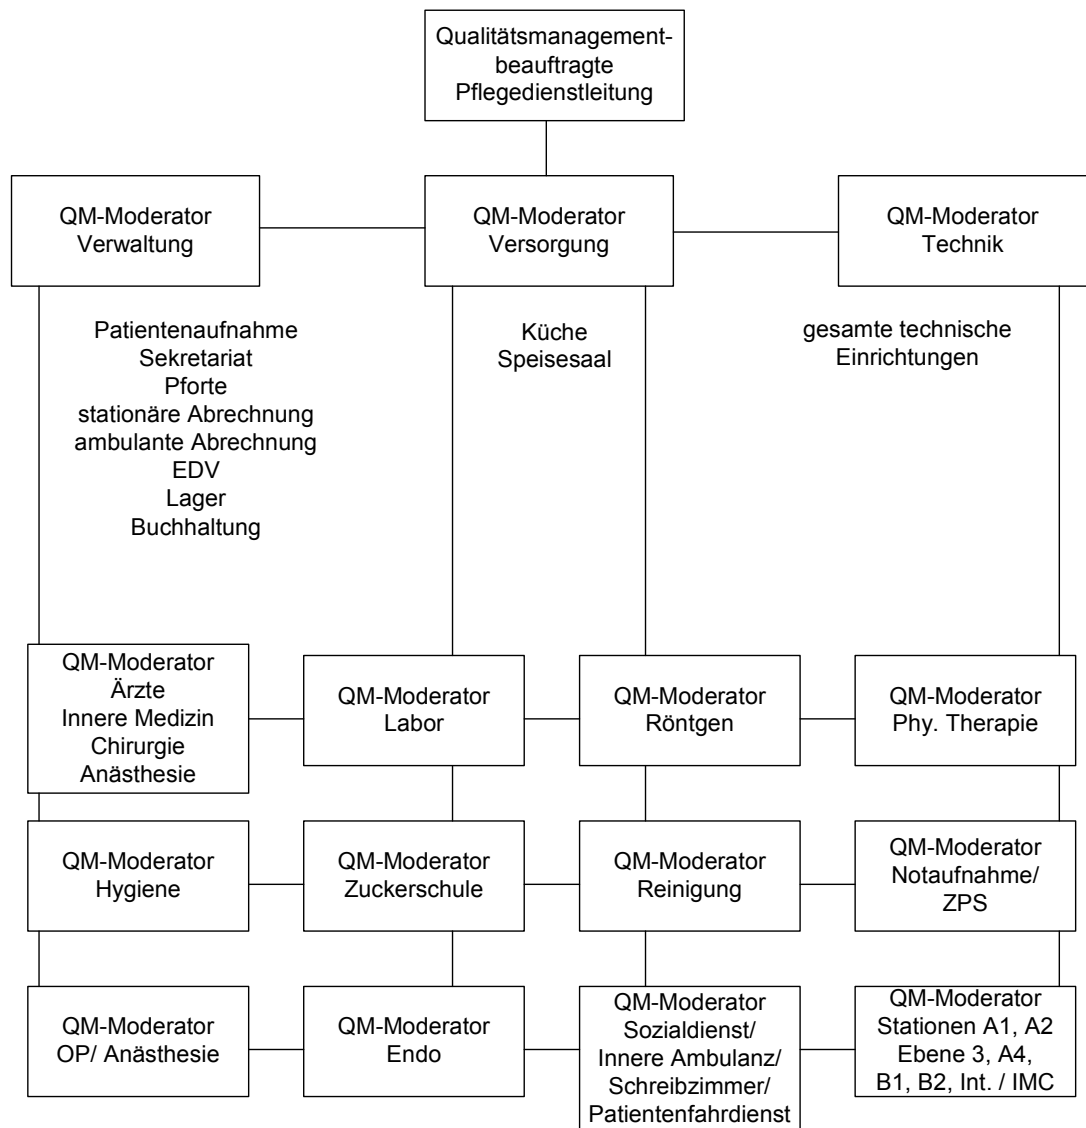 Qualitätsmanagement-
beauftragte
Pflegedienstleitung
QM-Moderator
Verwaltung
QM-Moderator
Versorgung
QM-Moderator
Technik
Patientenaufnahme
Sekretariat
Pforte
stationäre Abrechnung
ambulante Abrechnung
EDV
Lager
Buchhaltung
Küche
Speisesaal
gesamte technische
Einrichtungen
QM-Moderator
Ärzte
Innere Medizin
Chirurgie
Anästhesie
QM-Moderator
Labor
QM-Moderator
Röntgen
QM-Moderator
Phy. Therapie
QM-Moderator
Hygiene
QM-Moderator
Zuckerschule
QM-Moderator
Reinigung
QM-Moderator
Notaufnahme/
ZPS
QM-Moderator
OP/ Anästhesie
QM-Moderator
Endo
QM-Moderator
Sozialdienst/
Innere Ambulanz/
Schreibzimmer/
Patientenfahrdienst
QM-Moderator
Stationen A1, A2
Ebene 3, A4,
B1, B2, Int. / IMC